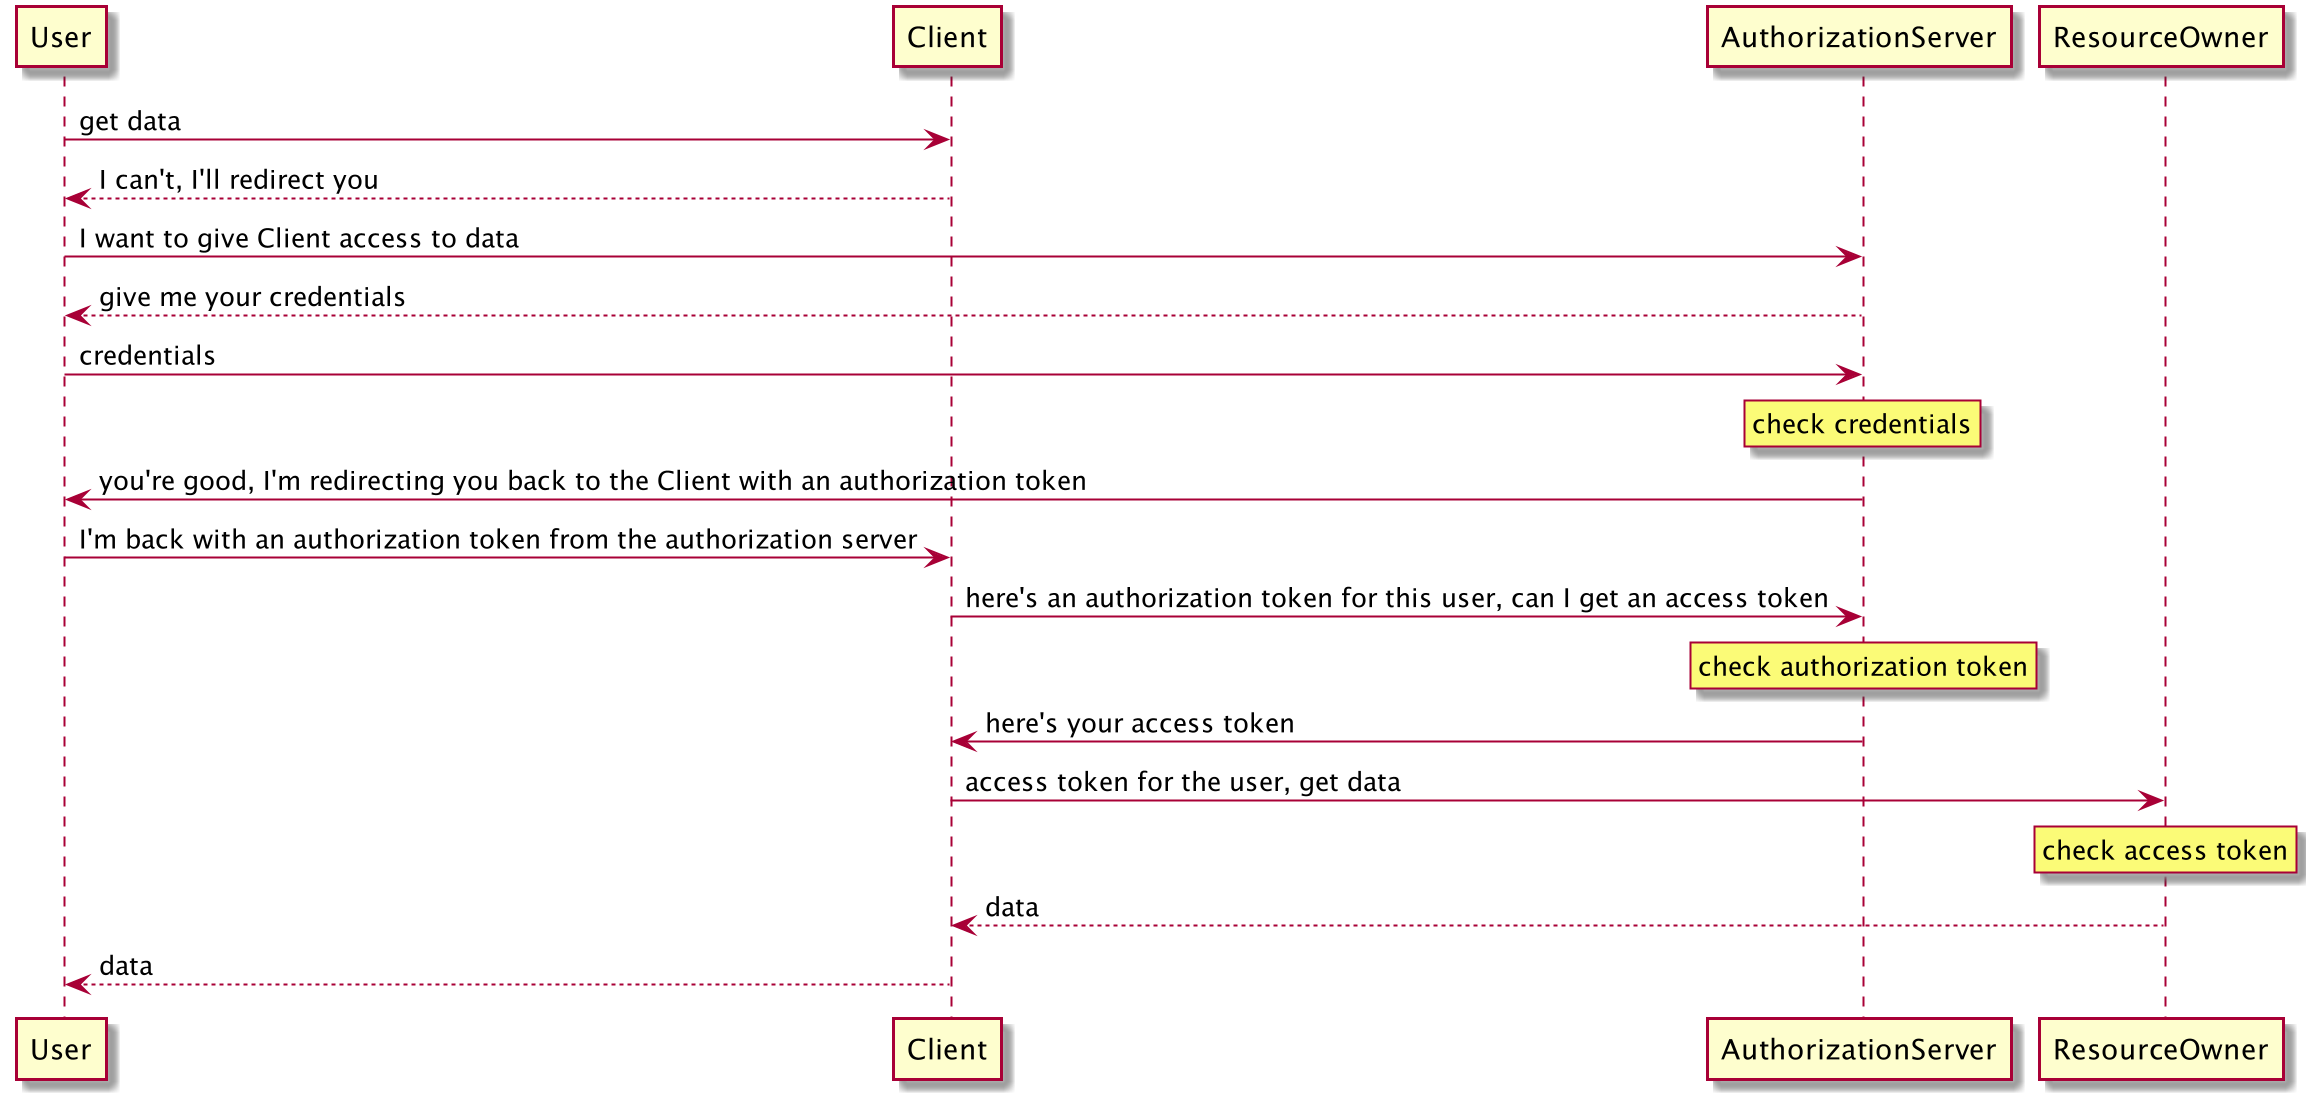 User
Client
AuthorizationServer
ResourceOwner
get data
I can't, I'll redirect you
I want to give Client access to data
give me your credentials
credentials
check credentials
you're good, I'm redirecting you back to the Client with an authorization token
I'm back with an authorization token from the authorization server
here's an authorization token for this user, can I get an access token
check authorization token
here's your access token
access token for the user, get data
check access token
data
data
User
Client
AuthorizationServer
ResourceOwner